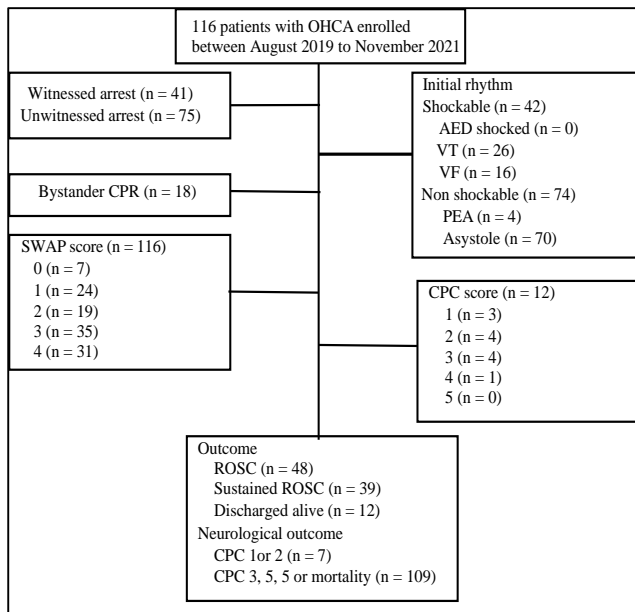 116 patients with OHCA enrolled
between August 2019 to November 2021
Witnessed arrest (n = 41)
Unwitnessed arrest (n = 75)
Initial rhythm
Shockable (n = 42)
AED shocked (n = 0)
VT (n = 26)
VF (n = 16)
Non shockable (n = 74)
PEA (n = 4)
Asystole (n = 70)
Bystander CPR (n = 18)
SWAP score (n = 116)
0 (n = 7)
1 (n = 24)
2 (n = 19)
3 (n = 35)
4 (n = 31)
CPC score (n = 12)
1 (n = 3)
2 (n = 4)
3 (n = 4)
4 (n = 1)
5 (n = 0)
Outcome
ROSC (n = 48)
Sustained ROSC (n = 39)
Discharged alive (n = 12)
Neurological outcome
CPC 1or 2 (n = 7)
CPC 3, 5, 5 or mortality (n = 109)